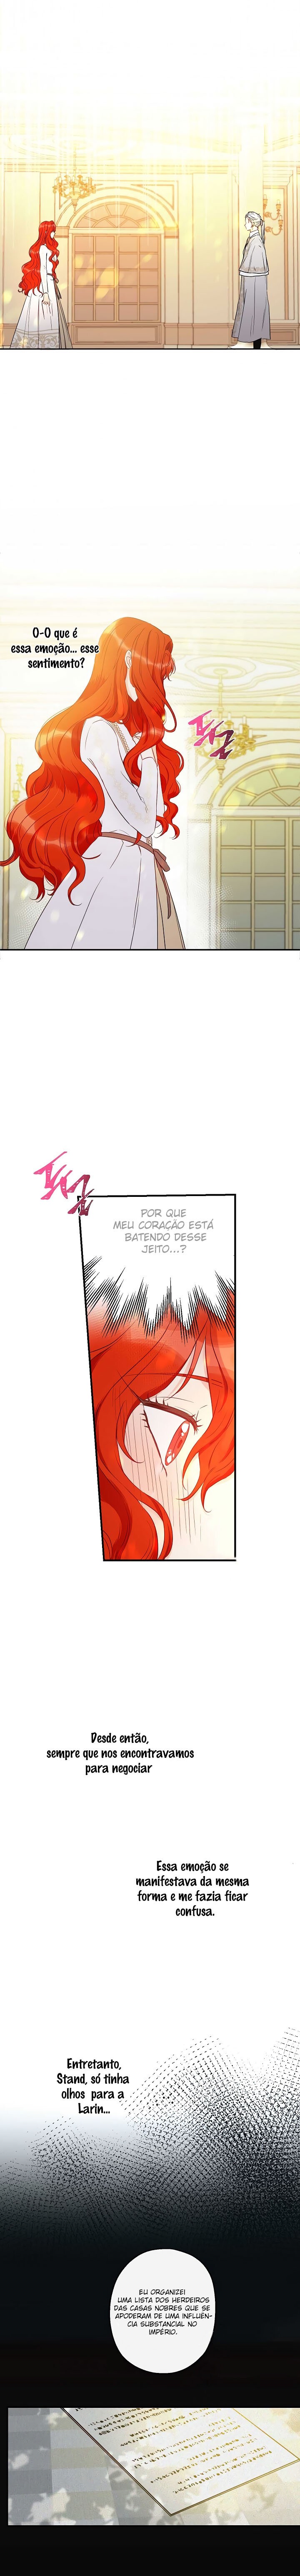 O-O que é
essa emoção... esse
sentimento?
POR QUE
MEU CORAÇÃO ESTÁ
BATENDO DESSE
JEITO...?
Desde então,
sempre que nos encontravamos
para negociar
Essa emoção se
manifestava da mesma
forma e me fazia ficar
confusa.
Entretanto,
Stand, só tinha
olhos para a
Larin...
EU ORGANIZEI
UMA LISTA DOS HERDEIROS
DAS CASAS NOBRES QUE SE
APODERAM DE UMA INFLUÊN-
CIA SUBSTANCIAL NO
IMPÉRIO.